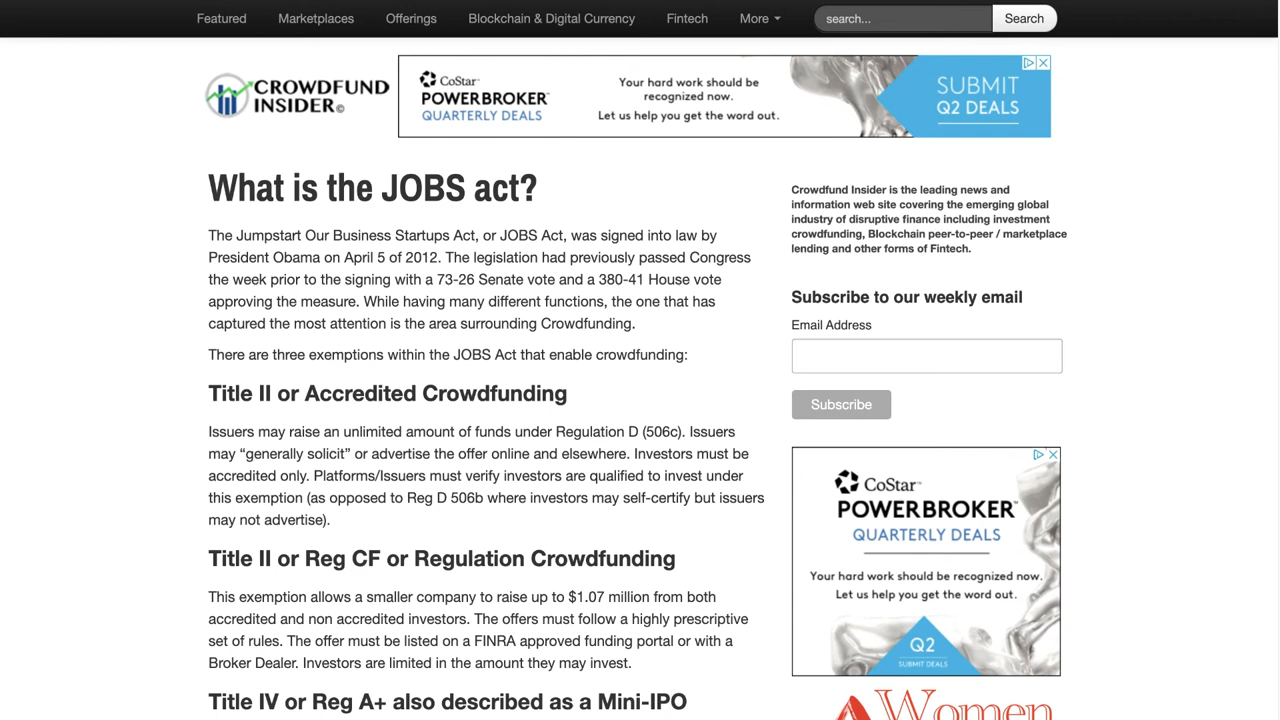 Featured Marketplaces Offerings Blockchain & Digital Currency Fintech More search... Search
CROWDFUND
INSIDER©
CoStar™
POWERBROKER™
QUARTERLY DEALS
Your hard work should be
recognized now.
Let us help you get the word out.
SUBMIT
Q2 DEALS
What is the JOBS act?
The Jumpstart Our Business Startups Act, or JOBS Act, was signed into law by
President Obama on April 5 of 2012. The legislation had previously passed Congress
the week prior to the signing with a 73-26 Senate vote and a 380-41 House vote
approving the measure. While having many different functions, the one that has
captured the most attention is the area surrounding Crowdfunding.
There are three exemptions within the JOBS Act that enable crowdfunding:
Title II or Accredited Crowdfunding
Issuers may raise an unlimited amount of funds under Regulation D (506c). Issuers
may “generally solicit” or advertise the offer online and elsewhere. Investors must be
accredited only. Platforms/Issuers must verify investors are qualified to invest under
this exemption (as opposed to Reg D 506b where investors may self-certify but issuers
may not advertise).
Title II or Reg CF or Regulation Crowdfunding
This exemption allows a smaller company to raise up to $1.07 million from both
accredited and non accredited investors. The offers must follow a highly prescriptive
set of rules. The offer must be listed on a FINRA approved funding portal or with a
Broker Dealer. Investors are limited in the amount they may invest.
Title IV or Reg A+ also described as a Mini-IPO
Crowdfund Insider is the leading news and
information web site covering the emerging global
industry of disruptive finance including investment
crowdfunding, Blockchain peer-to-peer / marketplace
lending and other forms of Fintech.
Subscribe to our weekly email
Email Address
Subscribe
CoStar™
POWERBROKER™
QUARTERLY DEALS
Your hard work should be recognized now.
Let us help you get the word out.
Q2
SUBMIT DEALS
Women